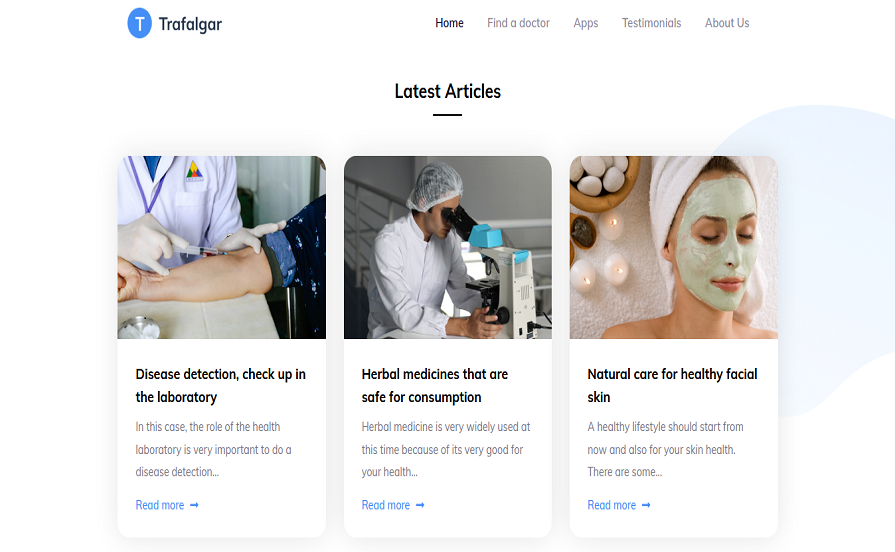 T Trafalgar
Home Find a doctor Apps Testimonials About Us
Latest Articles
Disease detection, check up in
the laboratory
In this case, the role of the health
laboratory is very important to do a
disease detection...
Read more ➞
Herbal medicines that are
safe for consumption
Herbal medicine is very widely used at
this time because of its very good for
your health...
Read more ➞
Natural care for healthy facial
skin
A healthy lifestyle should start from
now and also for your skin health.
There are some...
Read more ➞